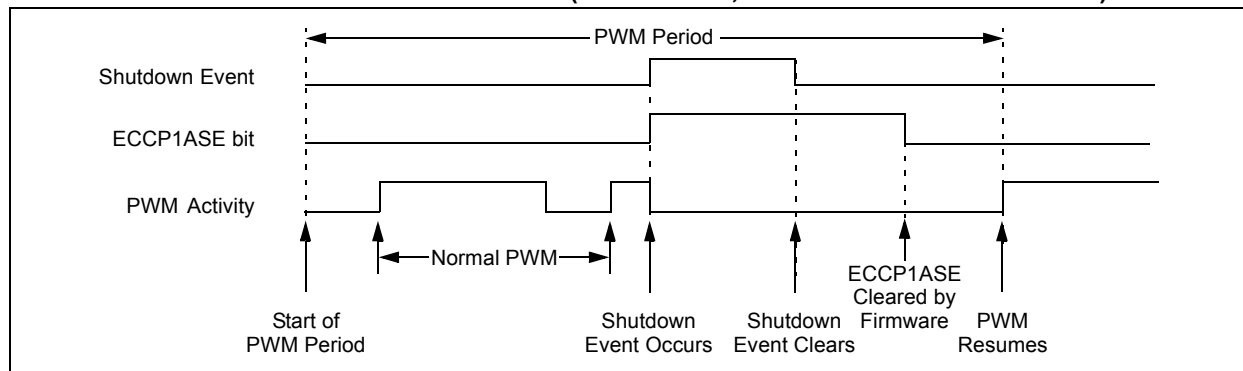 PWM Period
Shutdown Event
ECCP1ASE bit
PWM Activity
Normal PWM
Start of
PWM Period
Shutdown
Event Occurs
Shutdown
Event Clears
ECCP1ASE
Cleared by
Firmware
PWM
Resumes